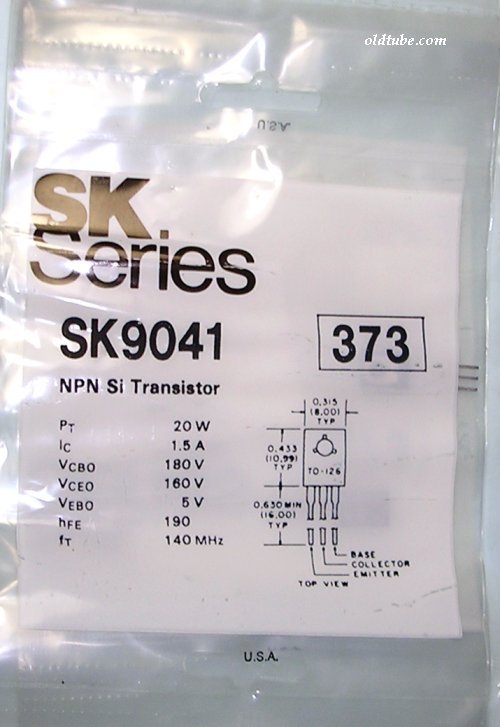 oldtube.com
U.S.A.
SK
Series
SK9041
373
NPN Si Transistor
PT 20 W
IC 1.5 A
VCBO 180 V
VCEO 160 V
VEBO 5 V
hFE 190
fT 140 MHz
0.315
(8.00)
TYP
0.433
(10.99)
TYP
TO-126
0.630 MIN
(16.00)
TYP
BASE
COLLECTOR
EMITTER
TOP VIEW
U.S.A.